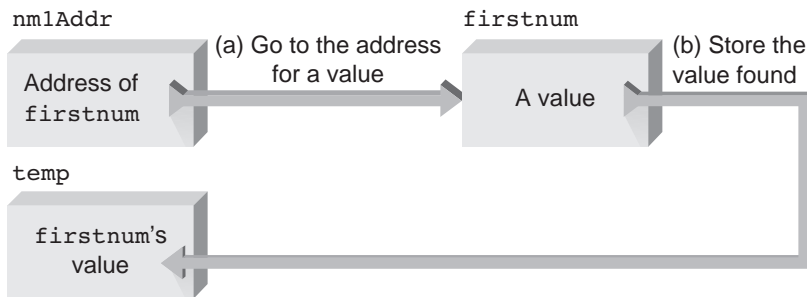 nm1Addr
(a) Go to the address
for a value
firstnum
(b) Store the
value found
Address of
firstnum
A value
temp
firstnum's
value